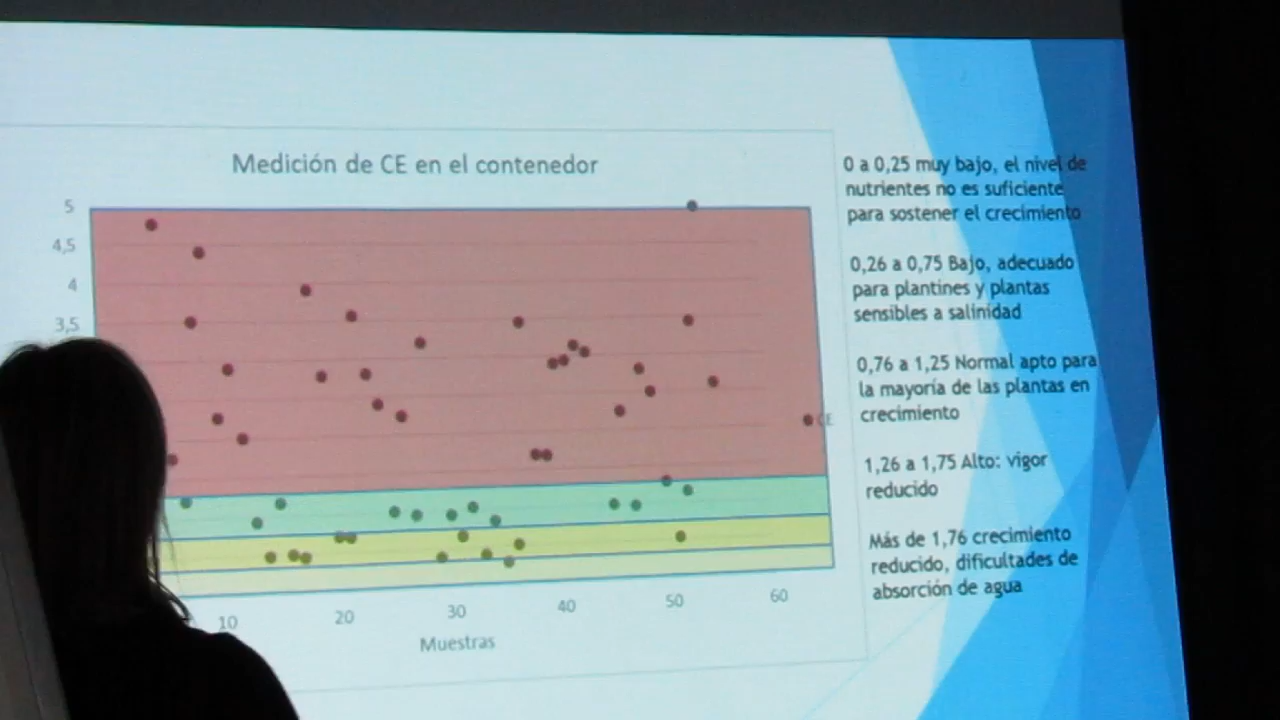 Medición de CE en el contenedor
5
4,5
4
3,5
10
20
30
40
50
60
Muestras
CE
0 a 0,25 muy bajo, el nivel de
nutrientes no es suficiente
para sostener el crecimiento
0,26 a 0,75 Bajo, adecuado
para plantines y plantas
sensibles a salinidad
0,76 a 1,25 Normal apto para
la mayoría de las plantas en
crecimiento
1,26 a 1,75 Alto: vigor
reducido
Más de 1,76 crecimiento
reducido, dificultades de
absorción de agua